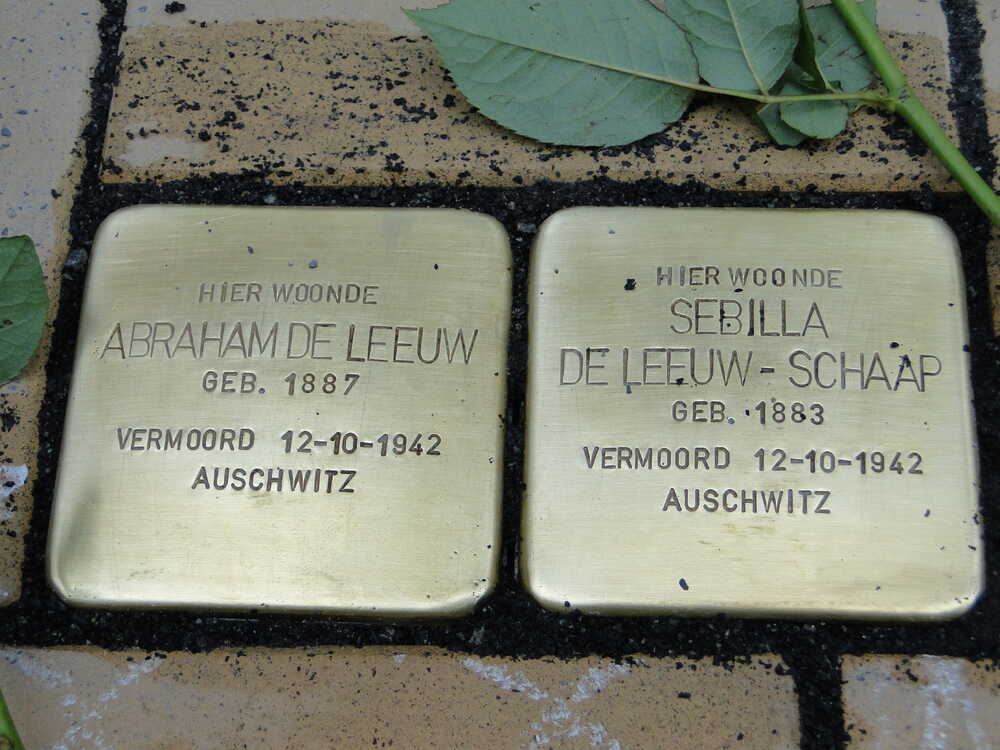 HIER WOONDE
ABRAHAM DE LEEUW
GEB. 1887
VERMOORD 12-10-1942
AUSCHWITZ
HIER WOONDE
SEBILLA
DE LEEUW - SCHAAP
GEB. 1883
VERMOORD 12-10-1942
AUSCHWITZ